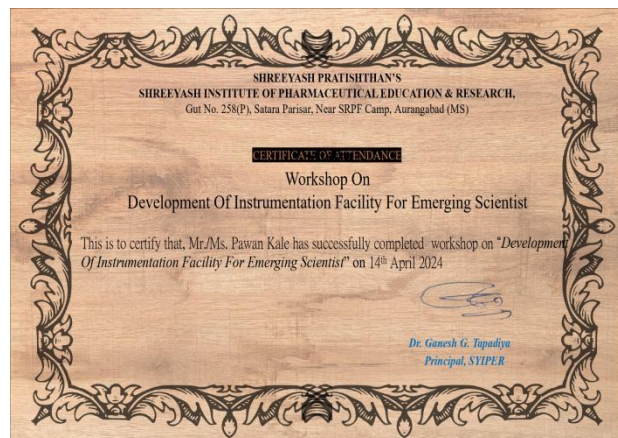 SHREEYASH PRATISHTHAN'S
SHREEYASH INSTITUTE OF PHARMACEUTICAL EDUCATION & RESEARCH,
Gut No. 258(P), Satara Parisar, Near SRPF Camp, Aurangabad (MS)
CERTIFICATE OF ATTENDANCE
Workshop On
Development Of Instrumentation Facility For Emerging Scientist
This is to certify that, Mr./Ms. Pawan Kale has successfully completed workshop on "Development
Of Instrumentation Facility For Emerging Scientist" on 14th April 2024
Dr. Ganesh G. Tapadiya
Principal, SYIPER